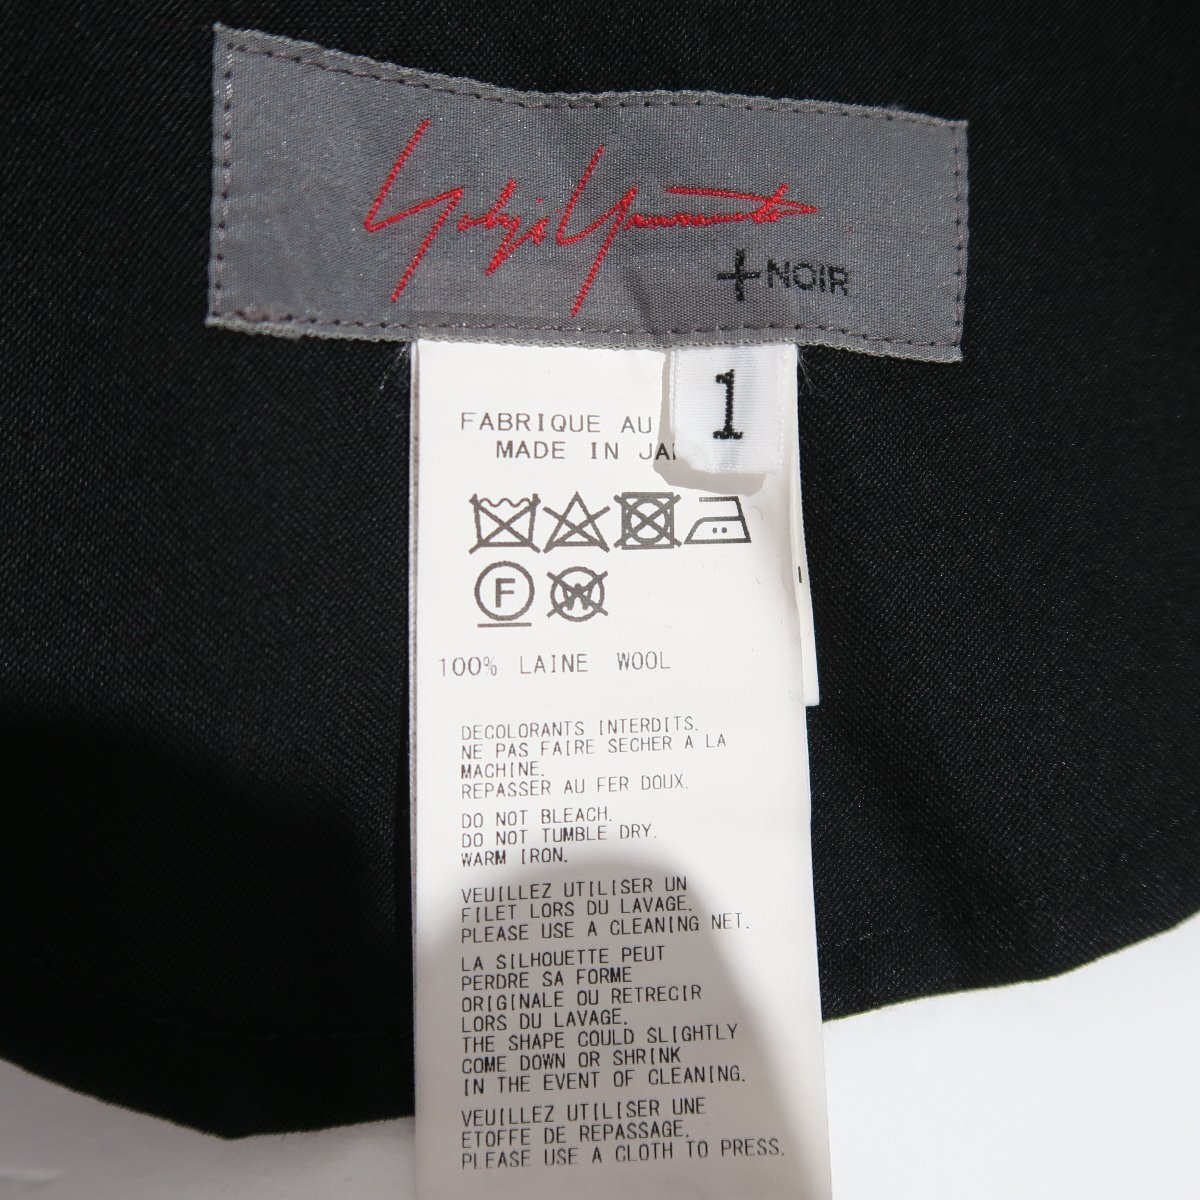 Yohji Yamamoto
+NOIR
1
FABRIQUE AU
MADE IN
F
W
100% LAINE WOOL
DECOLORANTS INTERDITS.
NE PAS FAIRE SECHER A LA
MACHINE.
REPASSER AU FER DOUX.
DO NOT BLEACH.
DO NOT TUMBLE DRY.
WARM IRON.
VEUILLEZ UTILISER UN
FILET LORS DU LAVAGE.
PLEASE USE A CLEANING NET.
LA SILHOUETTE PEUT
PERDRE SA FORME
ORIGINALE OU RETRECIR
LORS DU LAVAGE.
THE SHAPE COULD SLIGHTLY
COME DOWN OR SHRINK
IN THE EVENT OF CLEANING.
VEUILLEZ UTILISER UNE
ETOFFE DE REPASSAGE.
PLEASE USE A CLOTH TO PRESS.